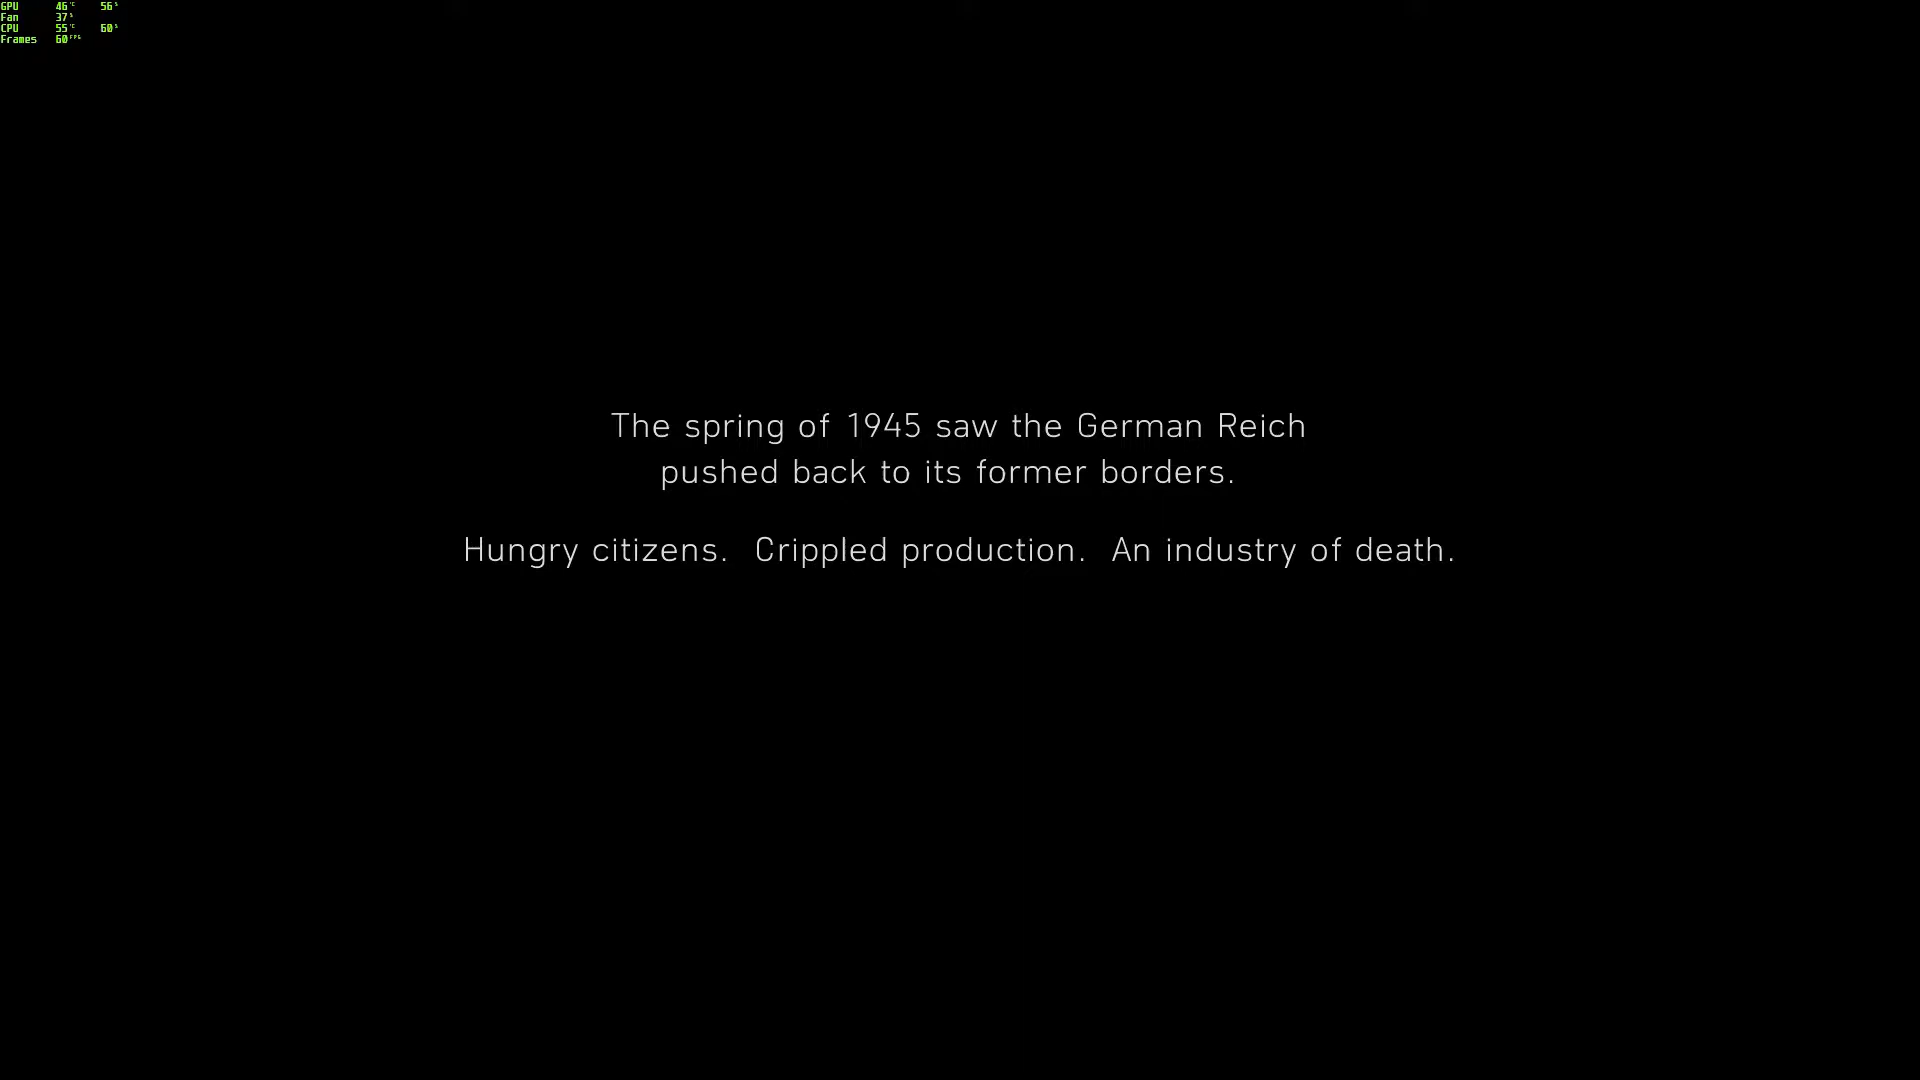 GPU 46°C 56%
Fan 37%
CPU 55°C 60%
Frames 60 FPS
The spring of 1945 saw the German Reich
pushed back to its former borders.
Hungry citizens. Crippled production. An industry of death.